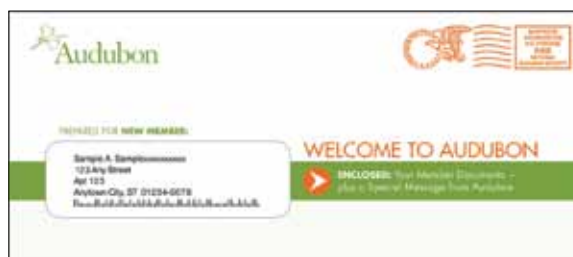 Audubon
PREPARED FOR NEW MEMBER:
Sample A. Samplexxxxxxxx
123 Any Street
Apt 123
Anytown City, ST 01234-5678
WELCOME TO AUDUBON
ENCLOSED: Your Member Documents –
plus a Special Message from Audubon